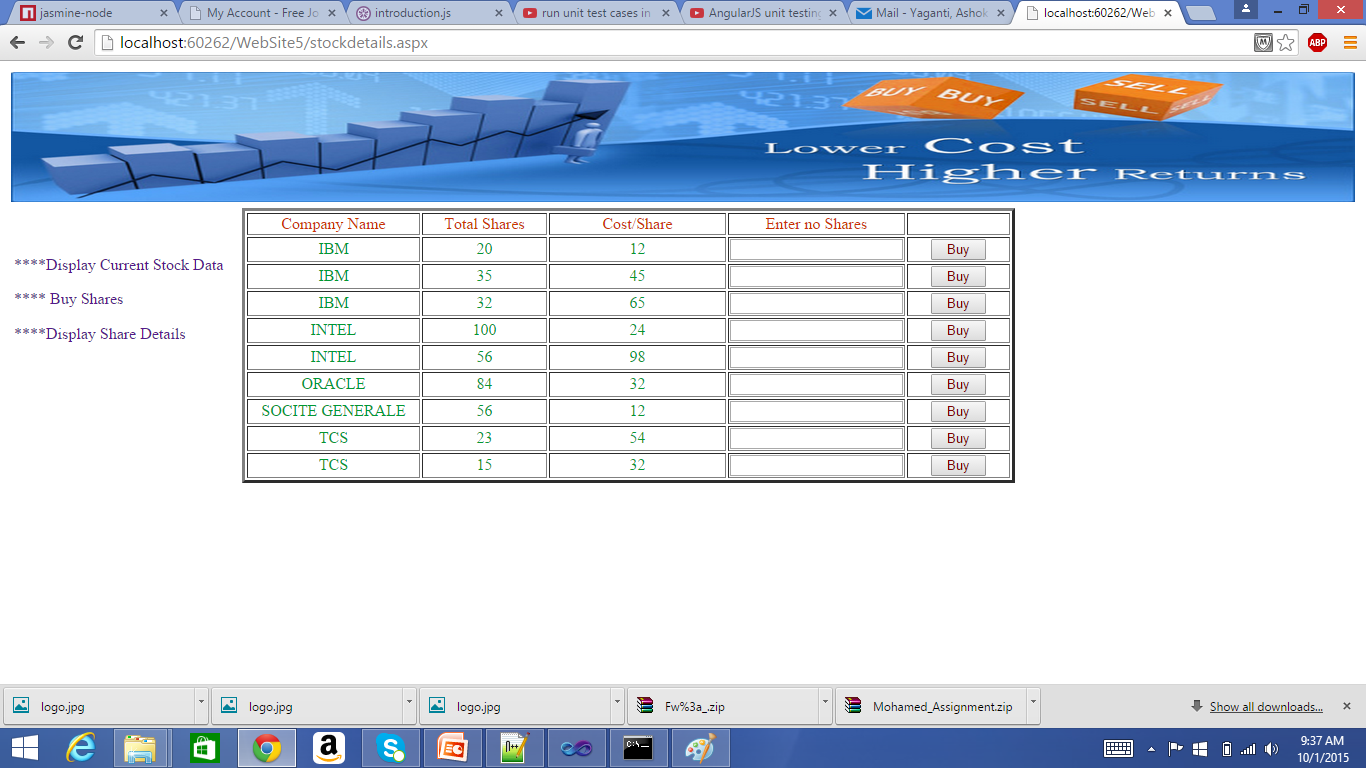 jasmine-node
My Account - Free Jo
introduction.js
run unit test cases in
AngularJS unit testing
Mail - Yaganti, Ashok
localhost:60262/Web
localhost:60262/WebSite5/stockdetails.aspx
ABP
421.37
BUY BUY
SELL
SELL SELL
Lower Cost
Higher Returns
****Display Current Stock Data
**** Buy Shares
****Display Share Details
Company Name Total Shares Cost/Share Enter no Shares
IBM 20 12 Buy
IBM 35 45 Buy
IBM 32 65 Buy
INTEL 100 24 Buy
INTEL 56 98 Buy
ORACLE 84 32 Buy
SOCITE GENERALE 56 12 Buy
TCS 23 54 Buy
TCS 15 32 Buy
logo.jpg
logo.jpg
logo.jpg
Fw%3a_.zip
Mohamed_Assignment.zip
Show all downloads...
9:37 AM
10/1/2015